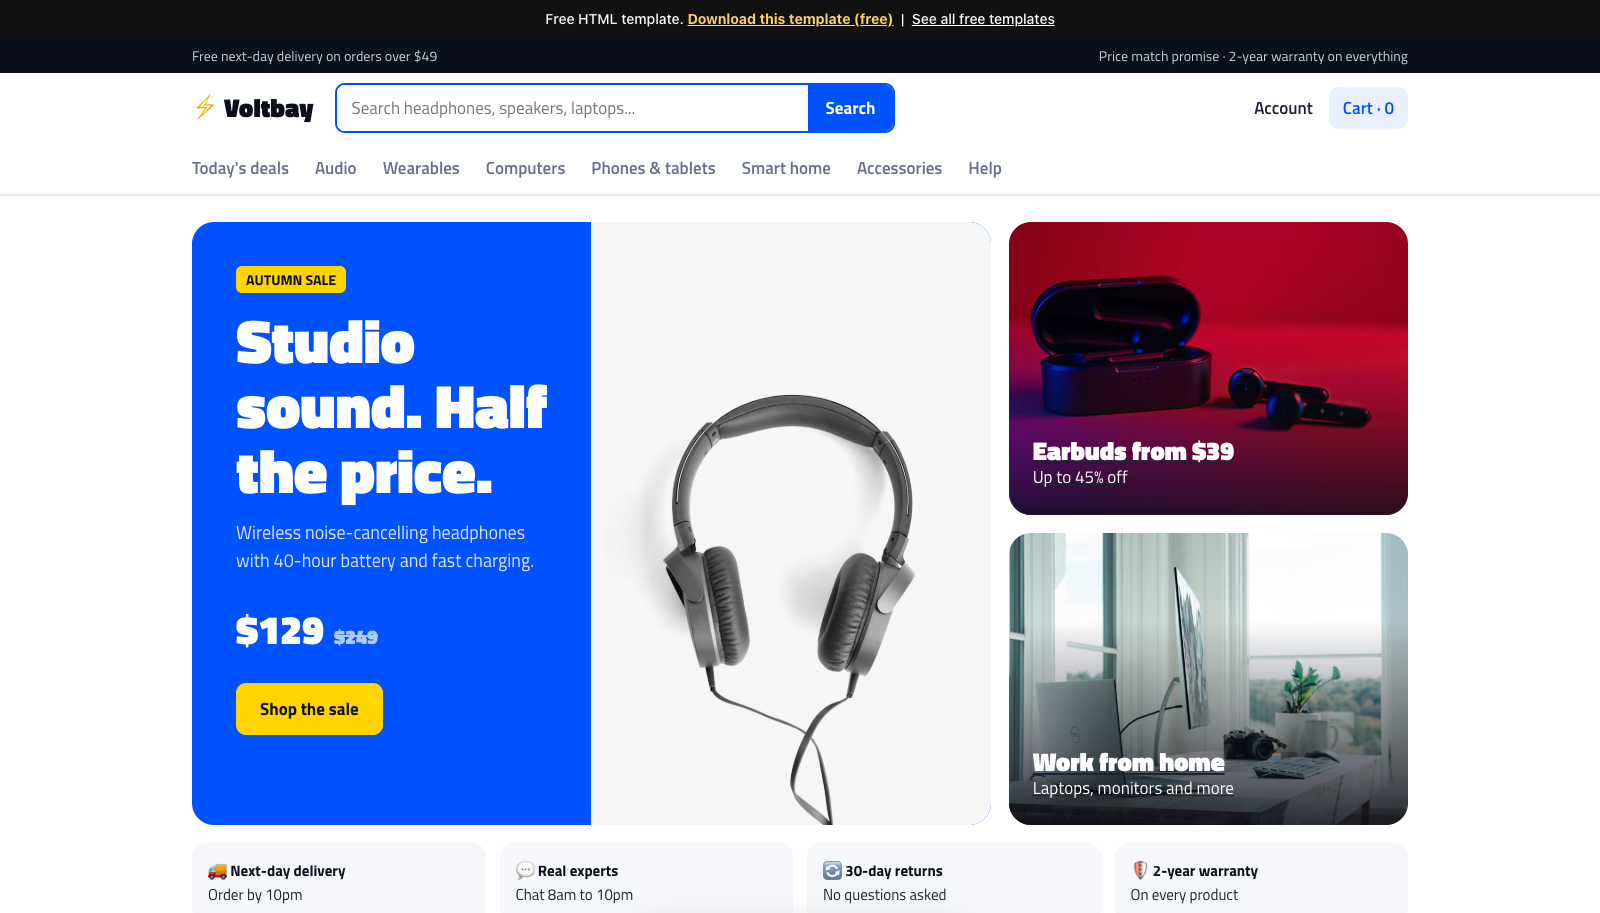 Free HTML template. Download this template (free) | See all free templates
Free next-day delivery on orders over $49
Price match promise · 2-year warranty on everything
⚡ Voltbay
Search headphones, speakers, laptops...
Search
Account
Cart · 0
Today's deals
Audio
Wearables
Computers
Phones & tablets
Smart home
Accessories
Help
AUTUMN SALE
Studio
sound. Half
the price.
Wireless noise-cancelling headphones
with 40-hour battery and fast charging.
$129 $249
Shop the sale
Earbuds from $39
Up to 45% off
Work from home
Laptops, monitors and more
🚚 Next-day delivery
Order by 10pm
💬 Real experts
Chat 8am to 10pm
🔄 30-day returns
No questions asked
🛡 2-year warranty
On every product